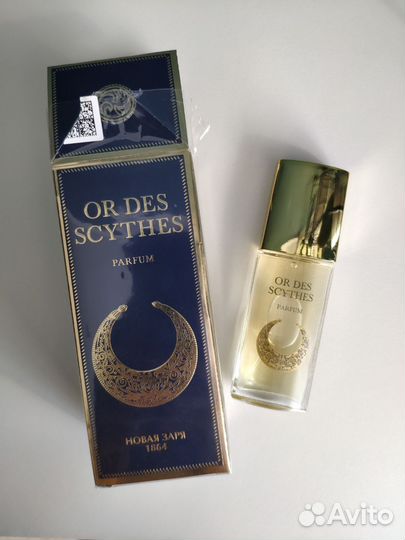 OR DES
SCYTHES
PARFUM
НОВАЯ ЗАРЯ
1864
OR DES
SCYTHES
PARFUM
Avito